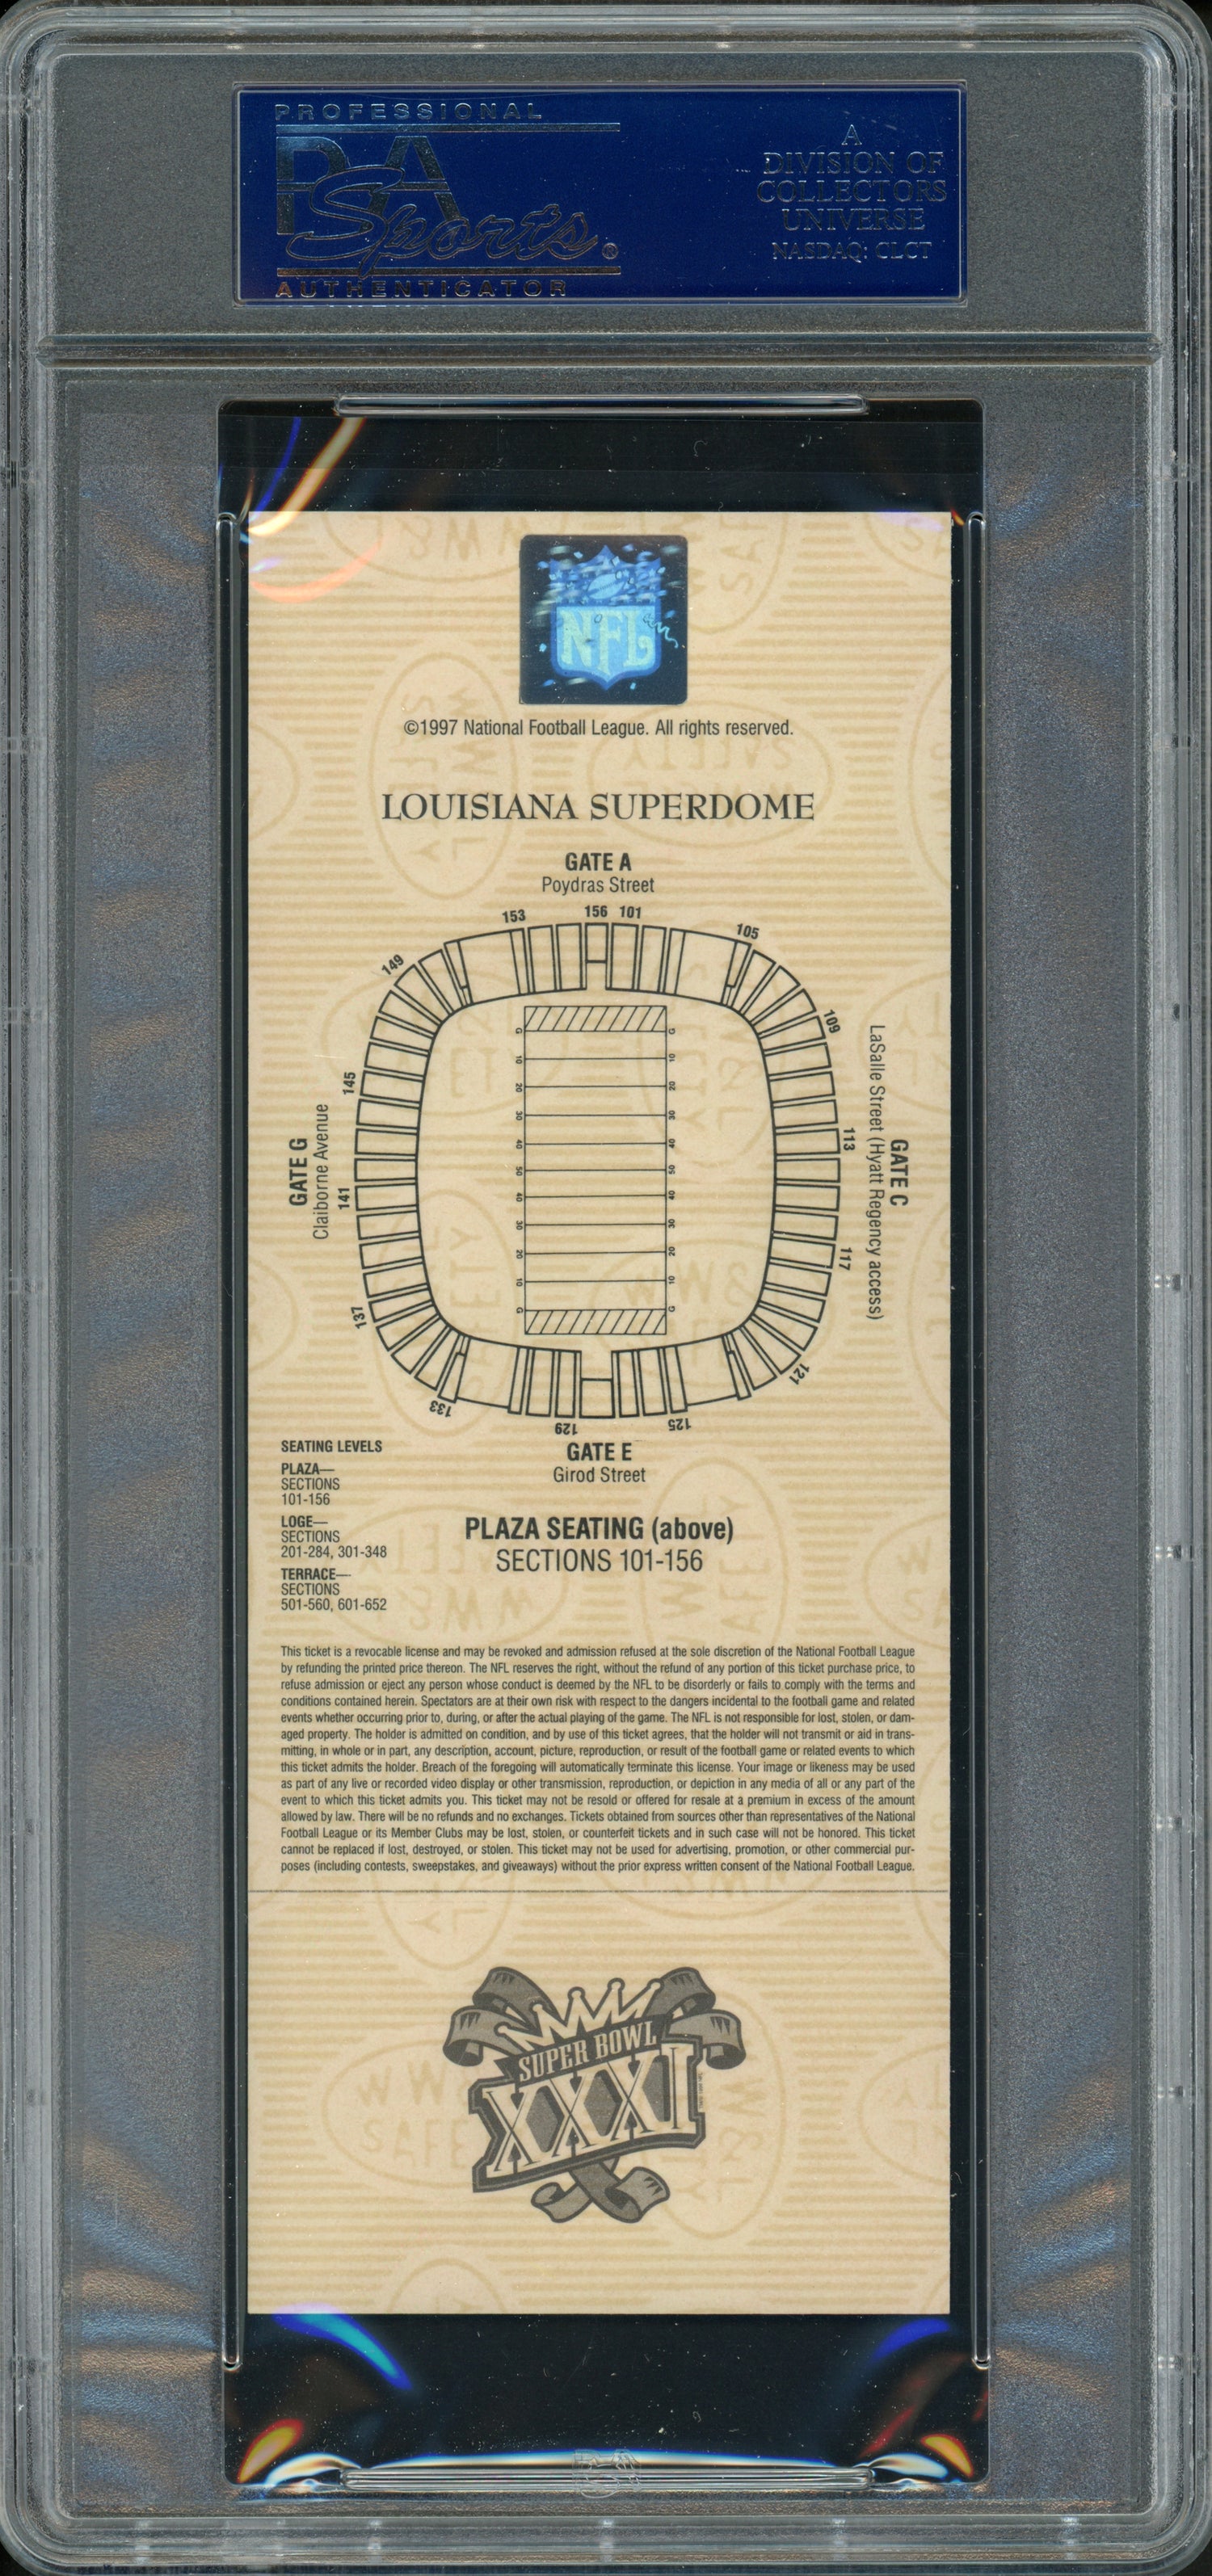 PROFESSIONAL
PSA
Sports®
AUTHENTICATOR
A
DIVISION OF
COLLECTORS
UNIVERSE
NASDAQ: CLCT
NFL
©1997 National Football League. All rights reserved.
LOUISIANA SUPERDOME
GATE A
Poydras Street
153 156 101 105
149 109
145 113
141 117
137 121
133 129 125
G 10 20 30 40 50 40 30 20 10 G
G 10 20 30 40 50 40 30 20 10 G
GATE G
Claiborne Avenue
GATE C
LaSalle Street (Hyatt Regency access)
GATE E
Girod Street
SEATING LEVELS
PLAZA—
SECTIONS
101-156
LOGE—
SECTIONS
201-284, 301-348
TERRACE—
SECTIONS
501-560, 601-652
PLAZA SEATING (above)
SECTIONS 101-156
This ticket is a revocable license and may be revoked and admission refused at the sole discretion of the National Football League
by refunding the printed price thereon. The NFL reserves the right, without the refund of any portion of this ticket purchase price, to
refuse admission or eject any person whose conduct is deemed by the NFL to be disorderly or fails to comply with the terms and
conditions contained herein. Spectators are at their own risk with respect to the dangers incidental to the football game and related
events whether occurring prior to, during, or after the actual playing of the game. The NFL is not responsible for lost, stolen, or dam-
aged property. The holder is admitted on condition, and by use of this ticket agrees, that the holder will not transmit or aid in trans-
mitting, in whole or in part, any description, account, picture, reproduction, or result of the football game or related events to which
this ticket admits the holder. Breach of the foregoing will automatically terminate this license. Your image or likeness may be used
as part of any live or recorded video display or other transmission, reproduction, or depiction in any media of all or any part of the
event to which this ticket admits you. This ticket may not be resold or offered for resale at a premium in excess of the amount
allowed by law. There will be no refunds and no exchanges. Tickets obtained from sources other than representatives of the National
Football League or its Member Clubs may be lost, stolen, or counterfeit tickets and in such case will not be honored. This ticket
cannot be replaced if lost, destroyed, or stolen. This ticket may not be used for advertising, promotion, or other commercial pur-
poses (including contests, sweepstakes, and giveaways) without the prior express written consent of the National Football League.
SUPER BOWL
XXXI